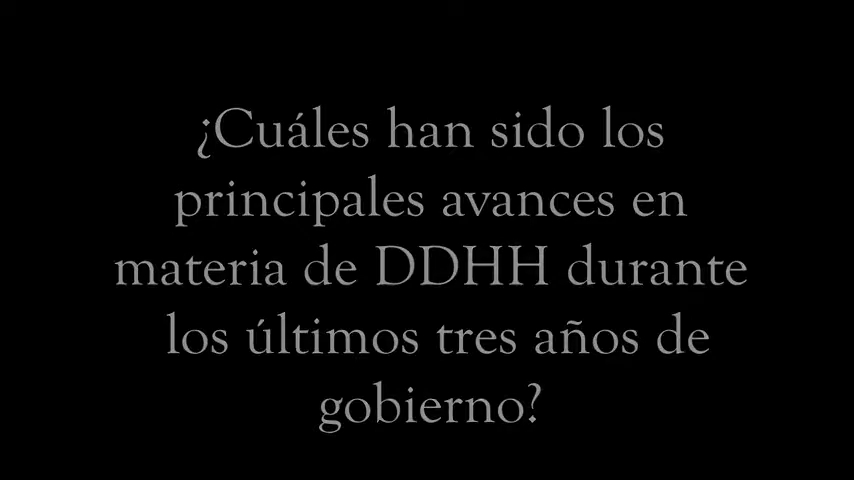 ¿Cuáles han sido los
principales avances en
materia de DDHH durante
los últimos tres años de
gobierno?